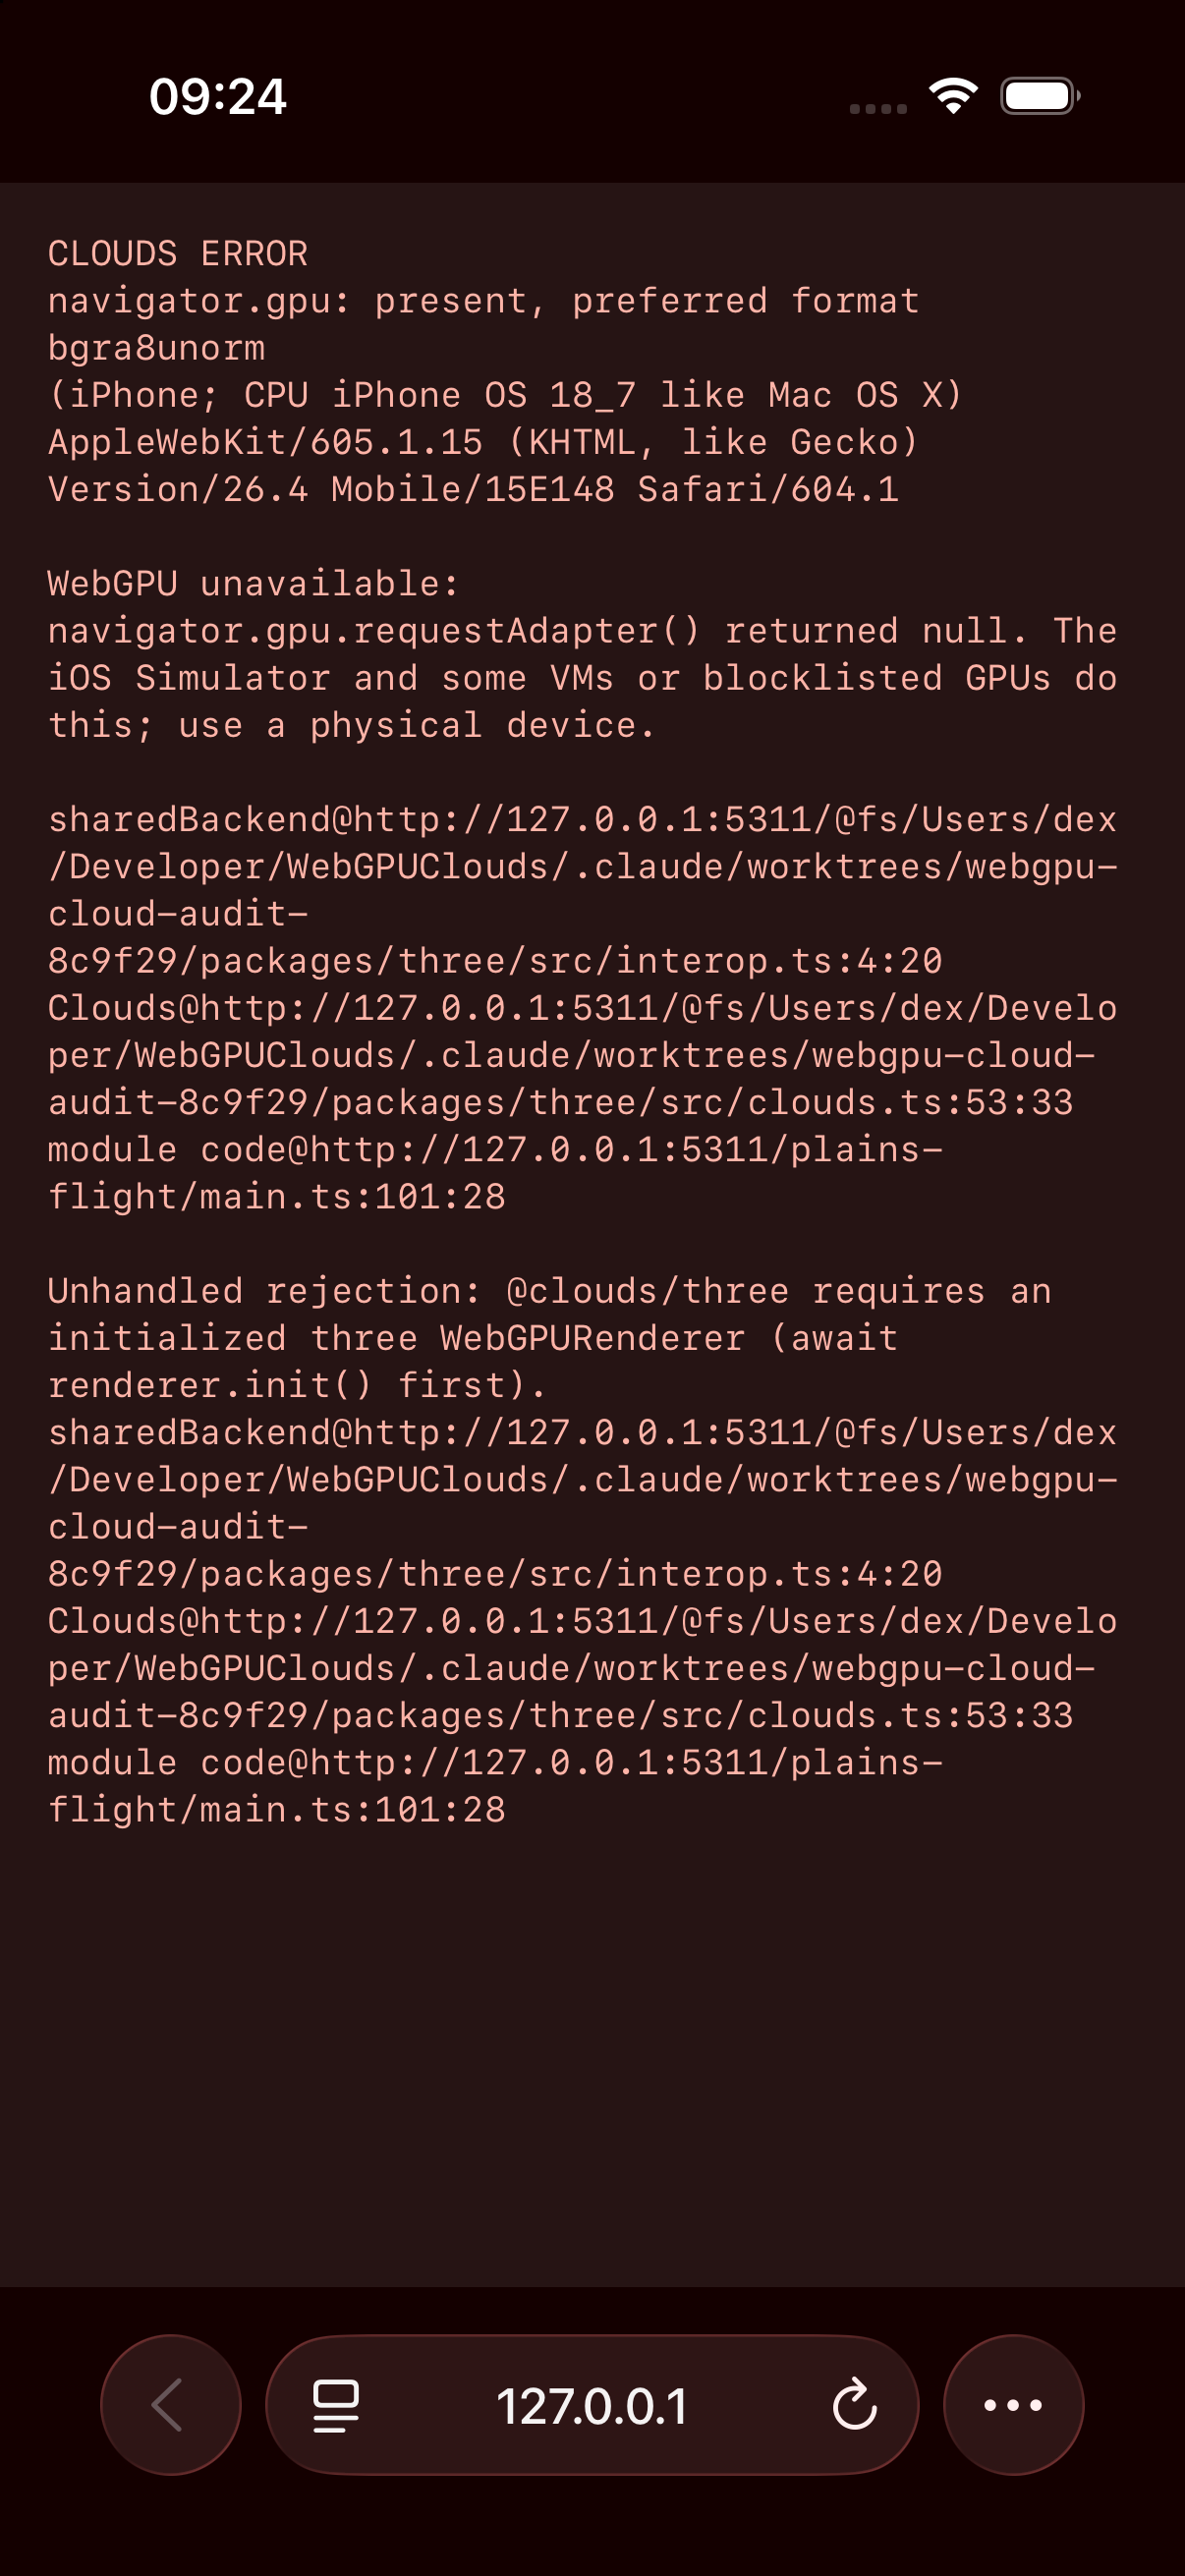 09:24
CLOUDS ERROR
navigator.gpu: present, preferred format
bgra8unorm
(iPhone; CPU iPhone OS 18_7 like Mac OS X)
AppleWebKit/605.1.15 (KHTML, like Gecko)
Version/26.4 Mobile/15E148 Safari/604.1
WebGPU unavailable:
navigator.gpu.requestAdapter() returned null. The
iOS Simulator and some VMs or blocklisted GPUs do
this; use a physical device.
sharedBackend@http://127.0.0.1:5311/@fs/Users/dex
/Developer/WebGPUClouds/.claude/worktrees/webgpu-
cloud-audit-
8c9f29/packages/three/src/interop.ts:4:20
Clouds@http://127.0.0.1:5311/@fs/Users/dex/Develo
per/WebGPUClouds/.claude/worktrees/webgpu-cloud-
audit-8c9f29/packages/three/src/clouds.ts:53:33
module code@http://127.0.0.1:5311/plains-
flight/main.ts:101:28
Unhandled rejection: @clouds/three requires an
initialized three WebGPURenderer (await
renderer.init() first).
sharedBackend@http://127.0.0.1:5311/@fs/Users/dex
/Developer/WebGPUClouds/.claude/worktrees/webgpu-
cloud-audit-
8c9f29/packages/three/src/interop.ts:4:20
Clouds@http://127.0.0.1:5311/@fs/Users/dex/Develo
per/WebGPUClouds/.claude/worktrees/webgpu-cloud-
audit-8c9f29/packages/three/src/clouds.ts:53:33
module code@http://127.0.0.1:5311/plains-
flight/main.ts:101:28
127.0.0.1